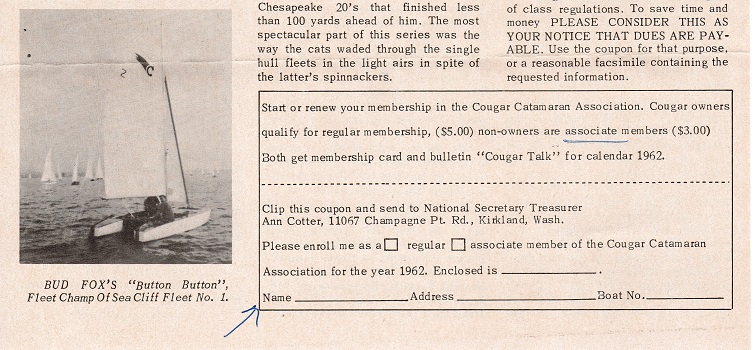 Chesapeake 20's that finished less
than 100 yards ahead of him. The most
spectacular part of this series was the
way the cats waded through the single
hull fleets in the light airs in spite of
the latter's spinnackers.
of class regulations. To save time and
money PLEASE CONSIDER THIS AS
YOUR NOTICE THAT DUES ARE PAY-
ABLE. Use the coupon for that purpose,
or a reasonable facsimile containing the
requested information.
BUD FOX'S "Button Button",
Fleet Champ Of Sea Cliff Fleet No. 1.
Start or renew your membership in the Cougar Catamaran Association. Cougar owners
qualify for regular membership, ($5.00) non-owners are associate members ($3.00)
Both get membership card and bulletin "Cougar Talk" for calendar 1962.
Clip this coupon and send to National Secretary Treasurer
Ann Cotter, 11067 Champagne Pt. Rd., Kirkland, Wash.
Please enroll me as a regular associate member of the Cougar Catamaran
Association for the year 1962. Enclosed is .
Name Address Boat No.